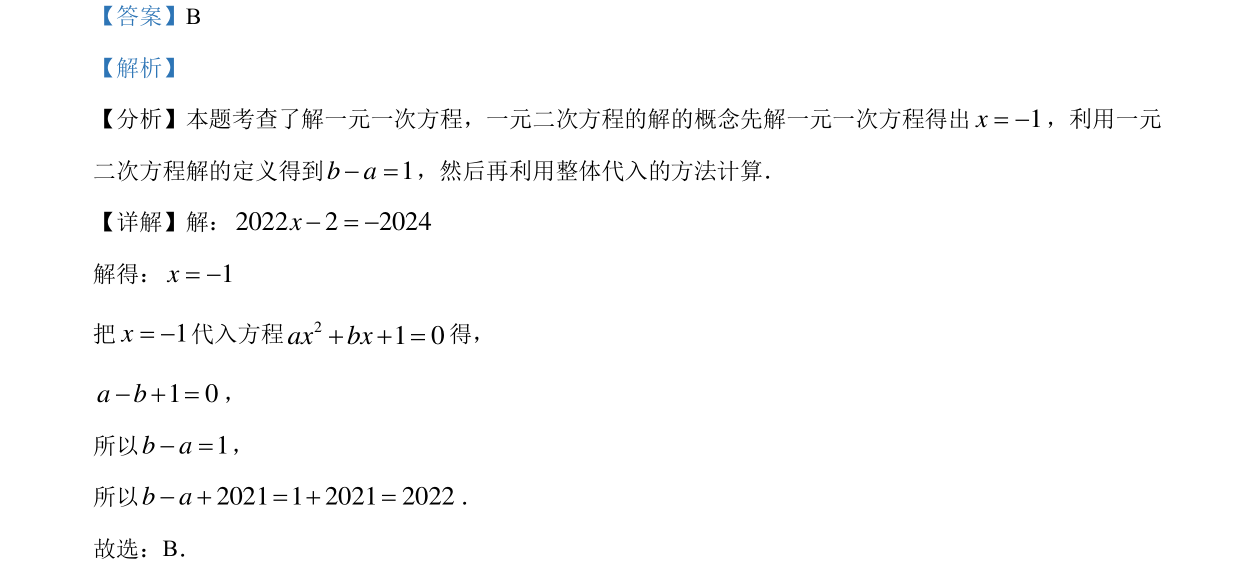 【答案】B
【解析】
【分析】本题考查了解一元一次方程，一元二次方程的解的概念先解一元一次方程得出 x = −1，利用一元
二次方程解的定义得到 b − a = 1，然后再利用整体代入的方法计算．
【详解】解： 2022x − 2 = −2024
解得： x = −1
把 x = −1 代入方程 ax² + bx + 1 = 0 得，
a − b + 1 = 0，
所以 b − a = 1，
所以 b − a + 2021 = 1 + 2021 = 2022．
故选：B．